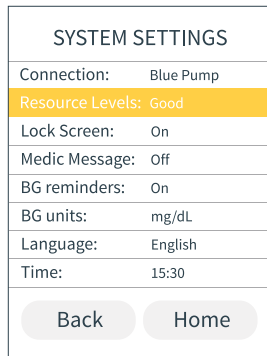 SYSTEM SETTINGS
Connection: Blue Pump
Resource Levels: Good
Lock Screen: On
Medic Message: Off
BG reminders: On
BG units: mg/dL
Language: English
Time: 15:30
Back Home